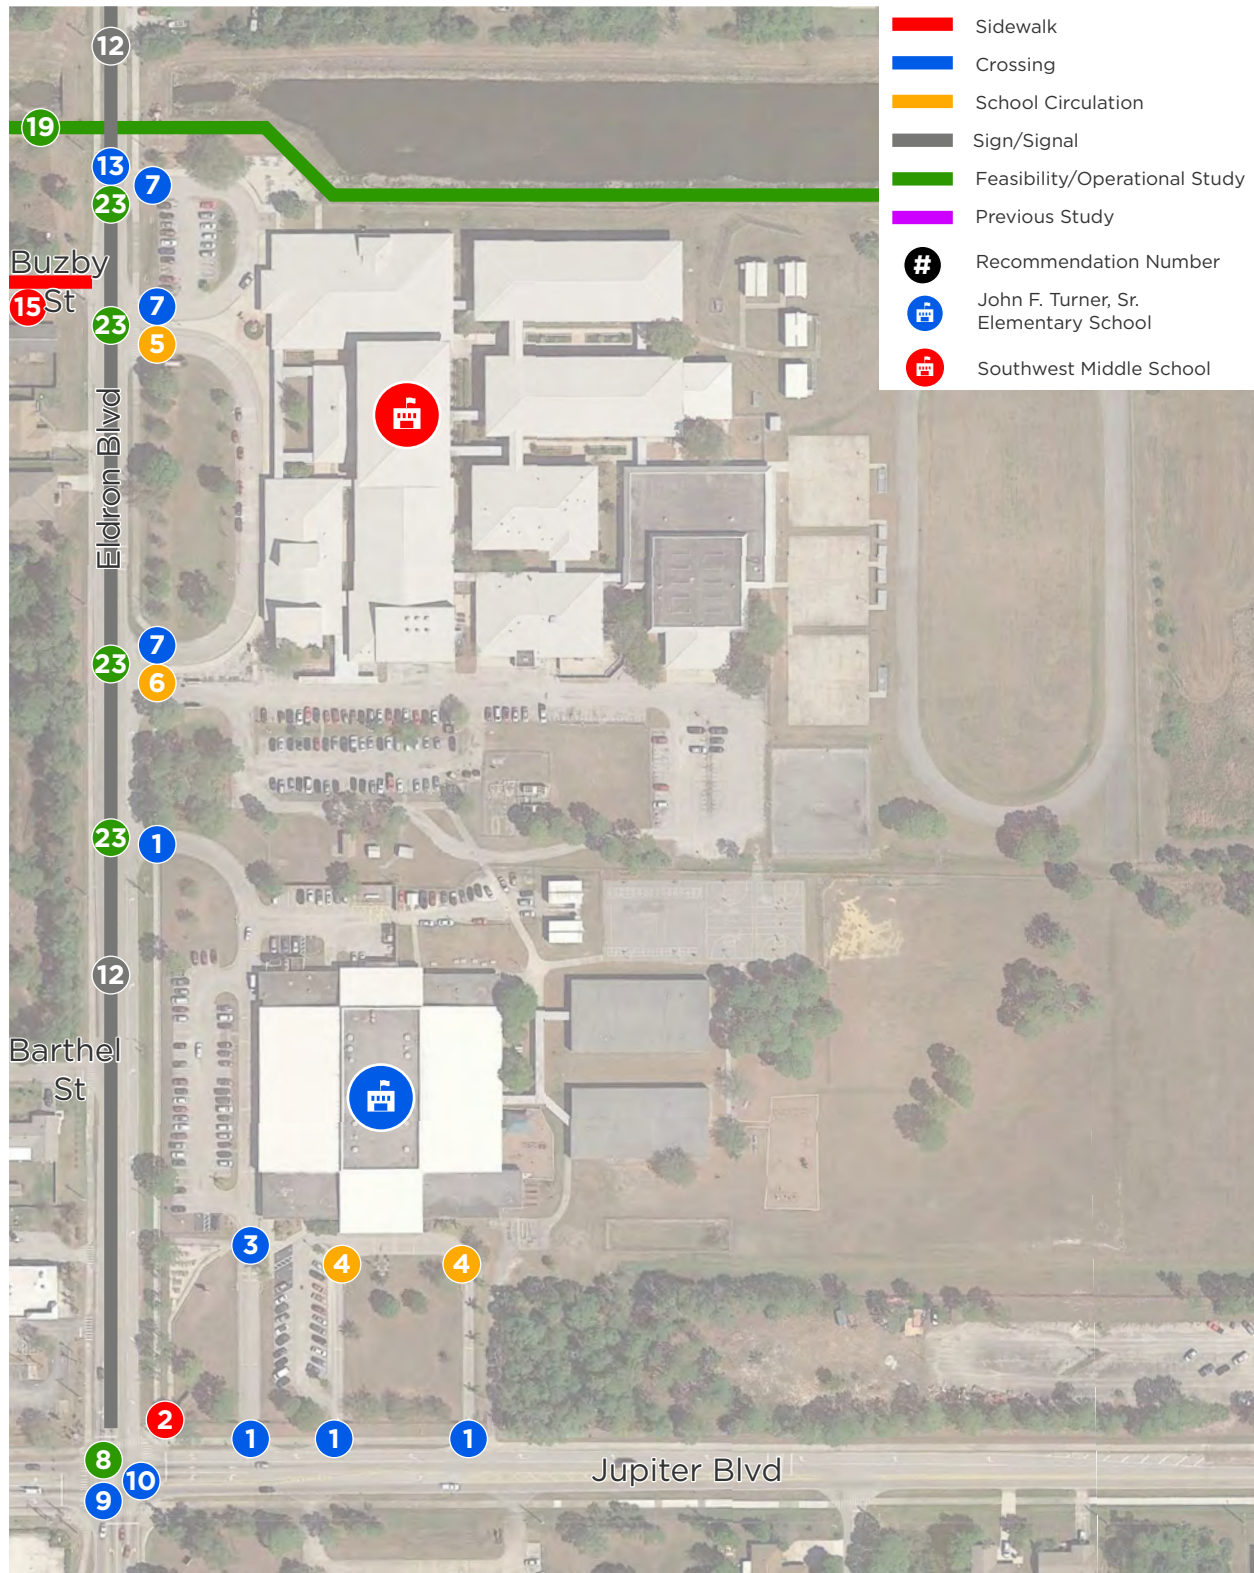 12
19
13
7
23
Buzby
St
15
7
23
5
Eldron Blvd
7
23
6
23
1
12
Barthel
St
3
4
4
2
1
1
1
8
10
9
Jupiter Blvd
Sidewalk
Crossing
School Circulation
Sign/Signal
Feasibility/Operational Study
Previous Study
# Recommendation Number
John F. Turner, Sr.
Elementary School
Southwest Middle School